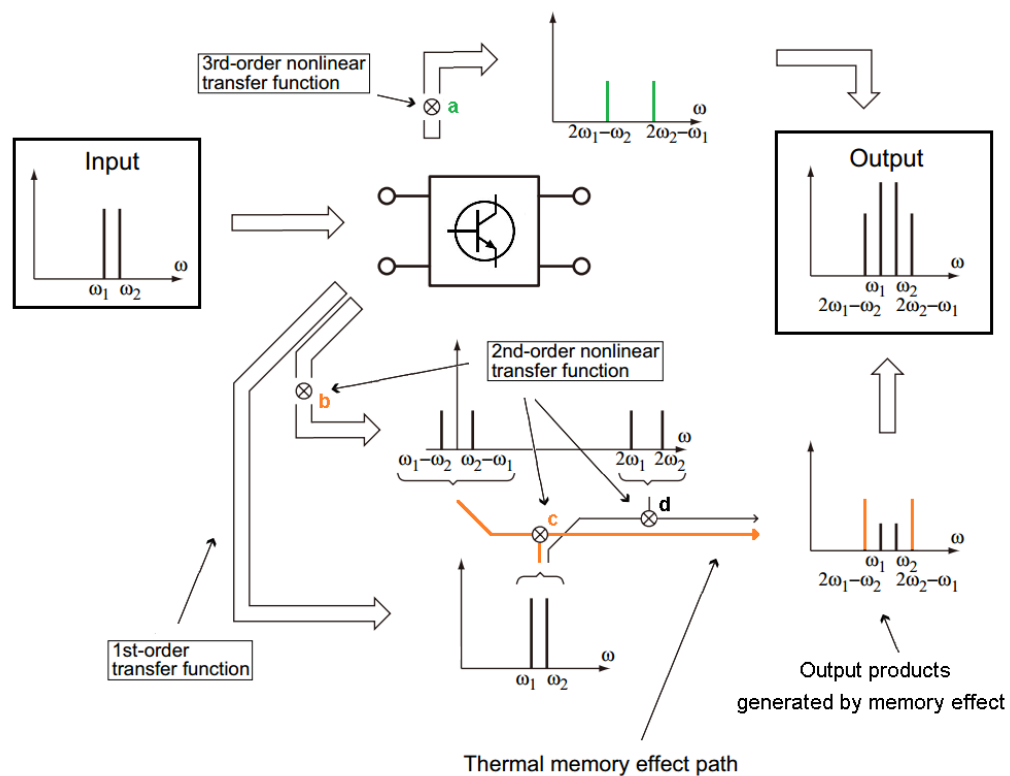 3rd-order nonlinear
transfer function
a
ω
2ω₁−ω₂ 2ω₂−ω₁
Input
ω
ω₁ ω₂
Output
ω
ω₁ ω₂
2ω₁−ω₂ 2ω₂−ω₁
2nd-order nonlinear
transfer function
b
ω
ω₁−ω₂ ω₂−ω₁ 2ω₁ 2ω₂
c
d
ω
ω₁ ω₂
2ω₁−ω₂ 2ω₂−ω₁
1st-order
transfer function
ω
ω₁ ω₂
Output products
generated by memory effect
Thermal memory effect path